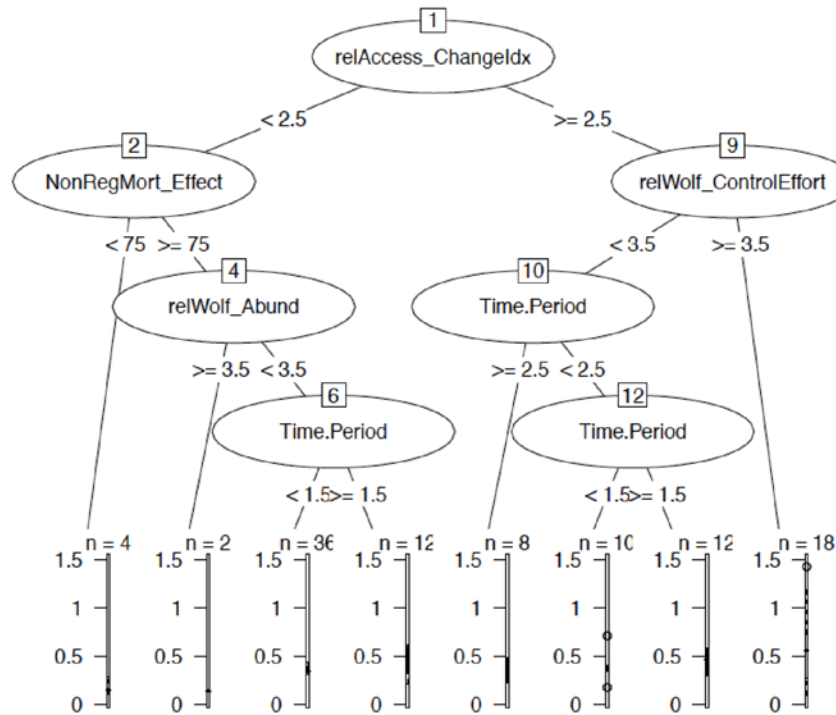 1
relAccess_ChangeIdx
< 2.5 >= 2.5
2 9
NonRegMort_Effect relWolf_ControlEffort
< 75 >= 75 < 3.5 >= 3.5
4 10
relWolf_Abund Time.Period
>= 3.5 < 3.5 >= 2.5 < 2.5
6 12
Time.Period Time.Period
< 1.5 >= 1.5 < 1.5 >= 1.5
n = 4 n = 2 n = 36 n = 12 n = 8 n = 10 n = 12 n = 18
1.5 1.5 1.5 1.5 1.5 1.5 1.5 1.5
1 1 1 1 1 1 1 1
0.5 0.5 0.5 0.5 0.5 0.5 0.5 0.5
0 0 0 0 0 0 0 0